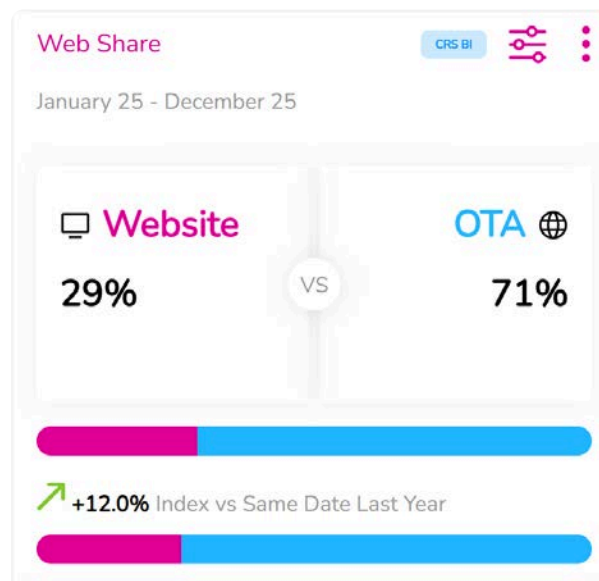 Web Share
CRS BI
January 25 - December 25
Website
OTA
29%
VS
71%
+12.0% Index vs Same Date Last Year